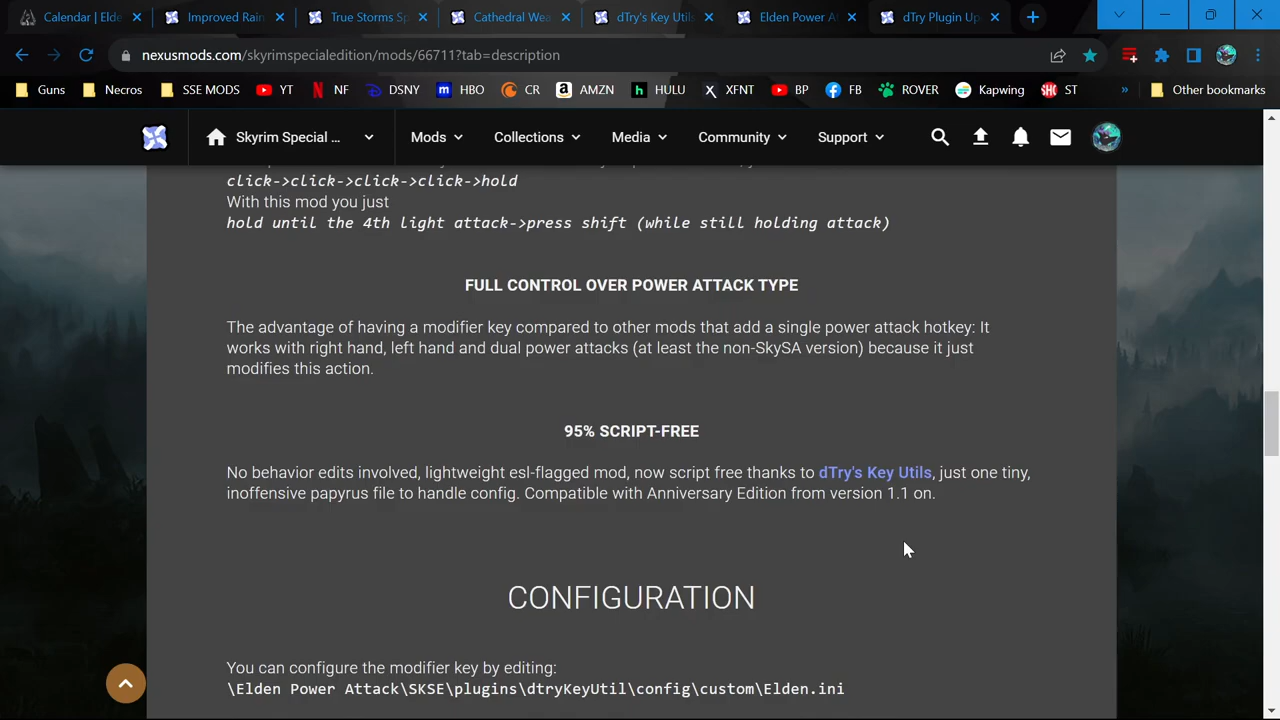 Calendar | Elde
Improved Rain
True Storms Sp
Cathedral Wea
dTry's Key Utils
Elden Power At
dTry Plugin Up
nexusmods.com/skyrimspecialedition/mods/66711?tab=description
Guns
Necros
SSE MODS
YT
NF
DSNY
HBO
CR
AMZN
HULU
XFNT
BP
FB
ROVER
Kapwing
ST
»
Other bookmarks
Skyrim Special ...
Mods
Collections
Media
Community
Support
click->click->click->click->hold
With this mod you just
hold until the 4th light attack->press shift (while still holding attack)
FULL CONTROL OVER POWER ATTACK TYPE
The advantage of having a modifier key compared to other mods that add a single power attack hotkey: It
works with right hand, left hand and dual power attacks (at least the non-SkySA version) because it just
modifies this action.
95% SCRIPT-FREE
No behavior edits involved, lightweight esl-flagged mod, now script free thanks to dTry's Key Utils, just one tiny,
inoffensive papyrus file to handle config. Compatible with Anniversary Edition from version 1.1 on.
CONFIGURATION
You can configure the modifier key by editing:
\Elden Power Attack\SKSE\plugins\dtryKeyUtil\config\custom\Elden.ini